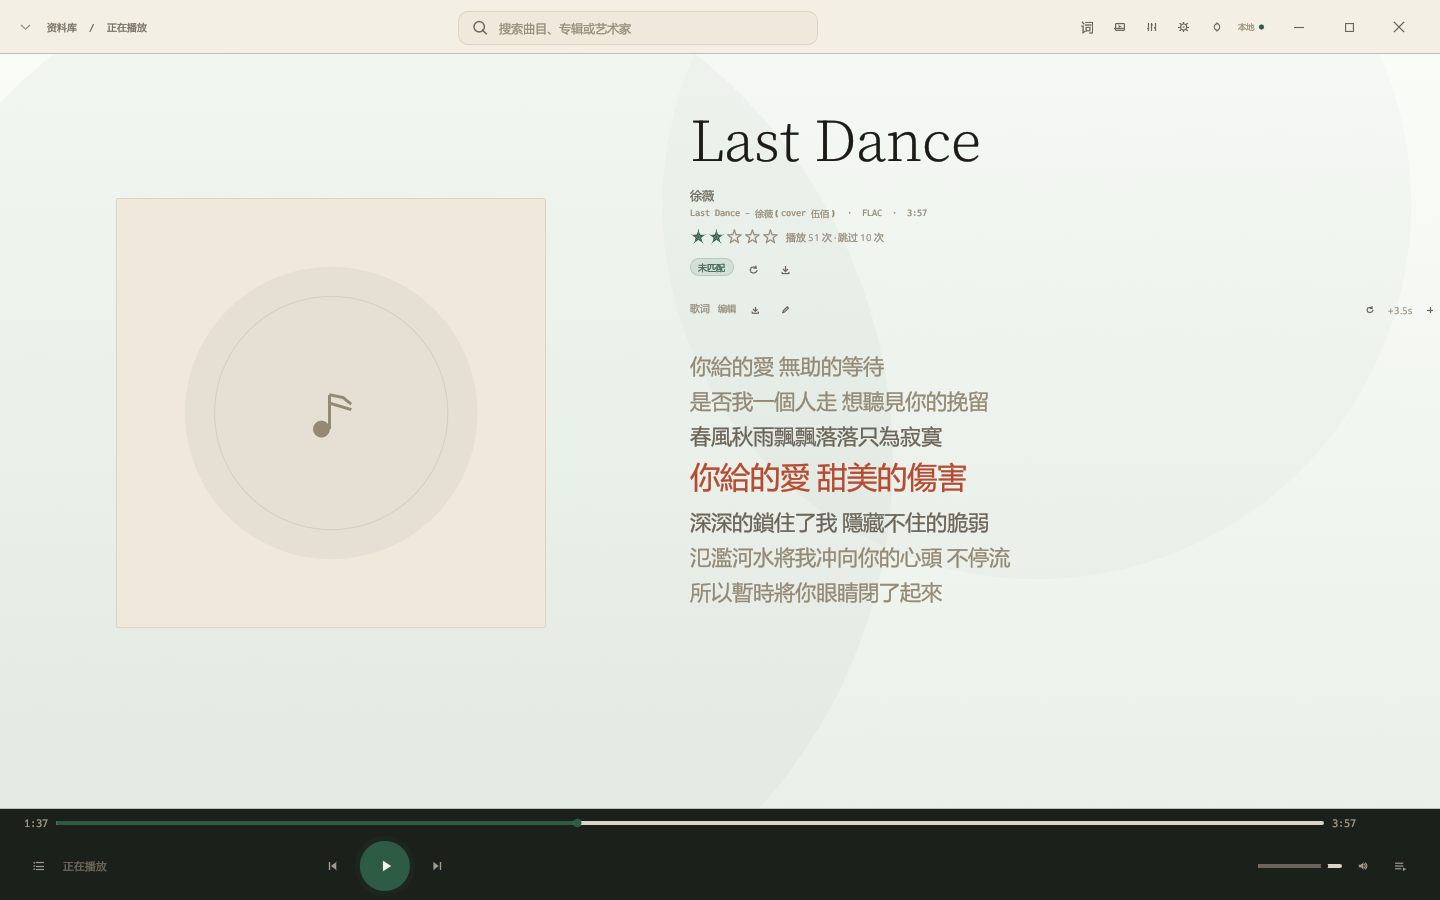 资料库 / 正在播放
搜索曲目、专辑或艺术家
词
本地
Last Dance
徐薇
Last Dance - 徐薇(cover 伍佰) · FLAC · 3:57
播放 51 次·跳过 10 次
未匹配
歌词 编辑
+3.5s +
你給的愛 無助的等待
是否我一個人走 想聽見你的挽留
春風秋雨飄飄落落只為寂寞
你給的愛 甜美的傷害
深深的鎖住了我 隱藏不住的脆弱
氾濫河水將我冲向你的心頭 不停流
所以暫時將你眼睛閉了起來
1:37
3:57
正在播放